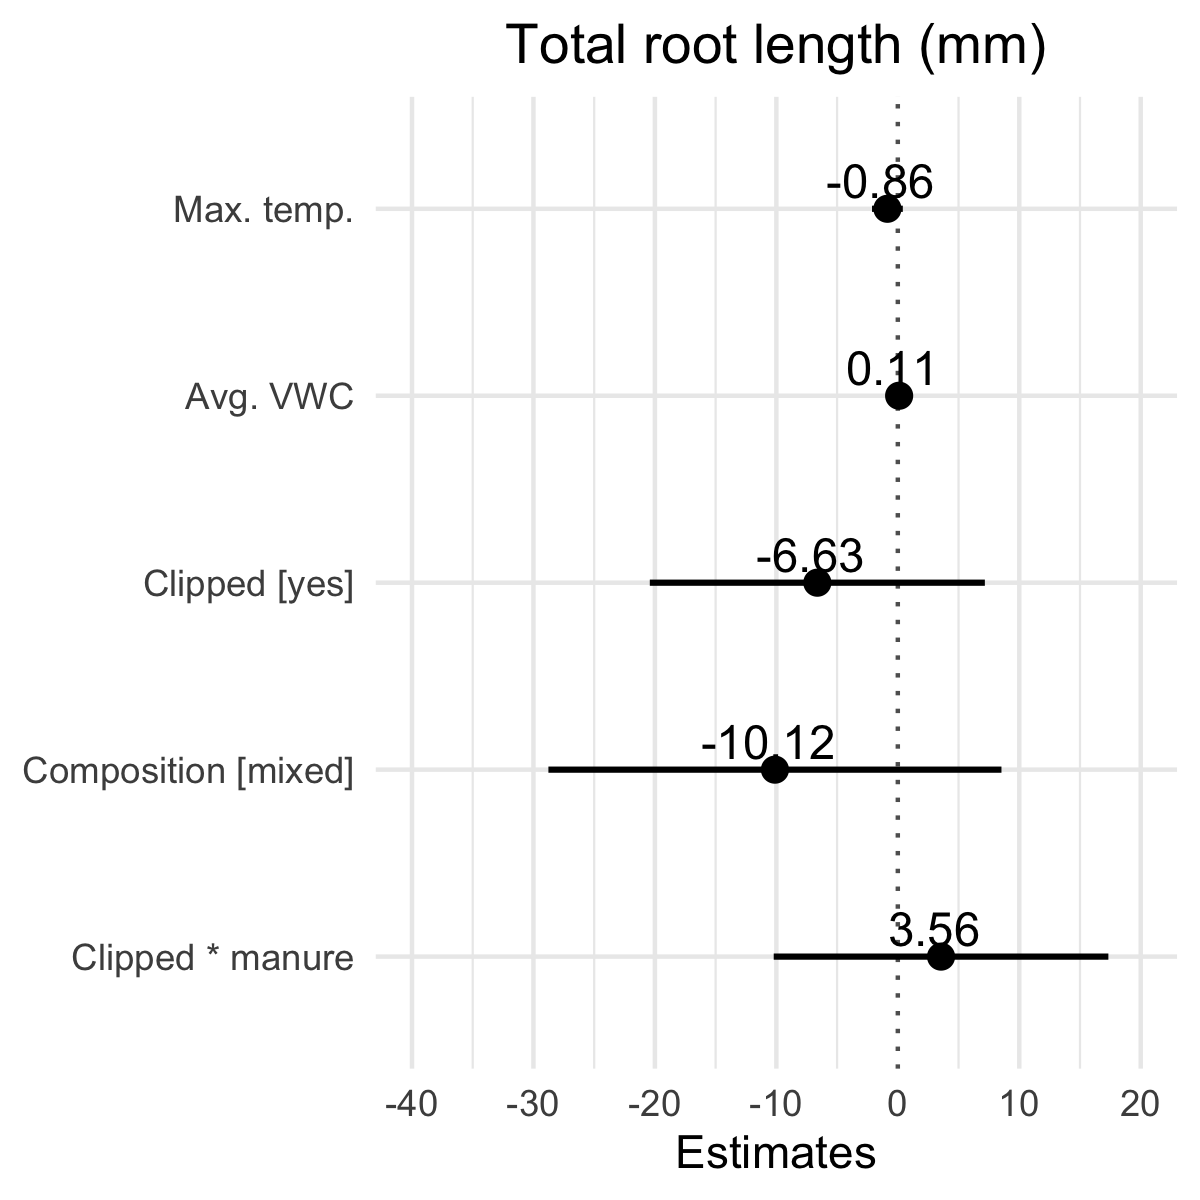 Total root length (mm)
Max. temp.
-0.86
Avg. VWC
0.11
Clipped [yes]
-6.63
Composition [mixed]
-10.12
Clipped * manure
3.56
-40 -30 -20 -10 0 10 20
Estimates